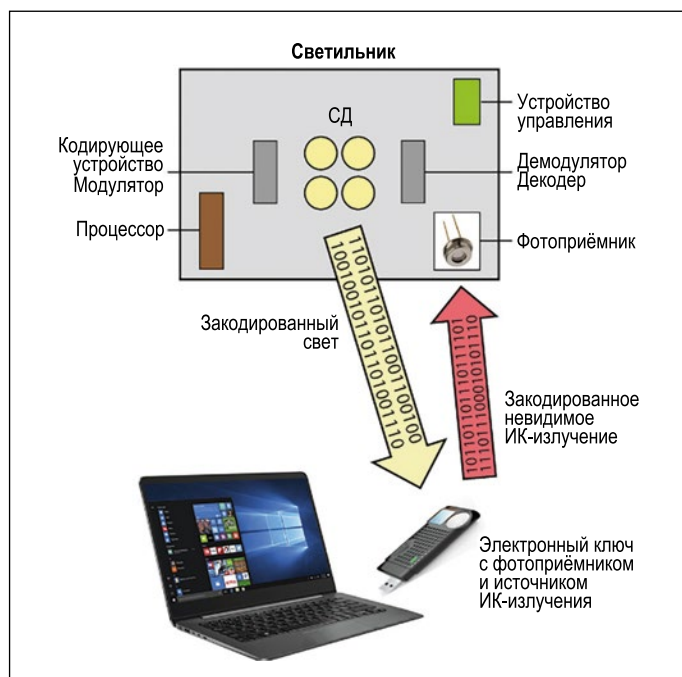 Светильник
СД
Устройство
управления
Кодирующее
устройство
Модулятор
Демодулятор
Декодер
Процессор
Фотоприёмник
Закодированный
свет
Закодированное
невидимое
ИК-излучение
Электронный ключ
с фотоприёмником
и источником
ИК-излучения